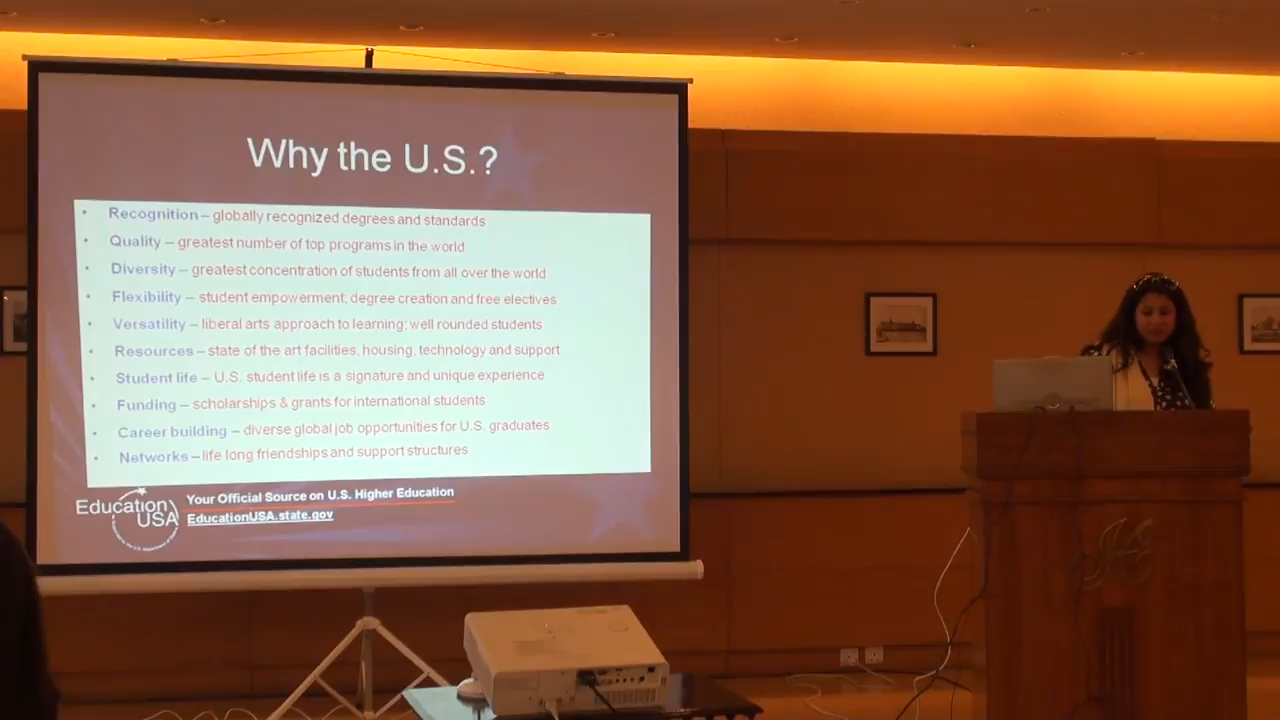 Why the U.S.?
• Recognition – globally recognized degrees and standards
• Quality – greatest number of top programs in the world
• Diversity – greatest concentration of students from all over the world
• Flexibility – student empowerment; degree creation and free electives
• Versatility – liberal arts approach to learning; well rounded students
• Resources – state of the art facilities, housing, technology and support
• Student life – U.S. student life is a signature and unique experience
• Funding – scholarships & grants for international students
• Career building – diverse global job opportunities for U.S. graduates
• Networks – life long friendships and support structures
Education
USA
Your Official Source on U.S. Higher Education
EducationUSA.state.gov